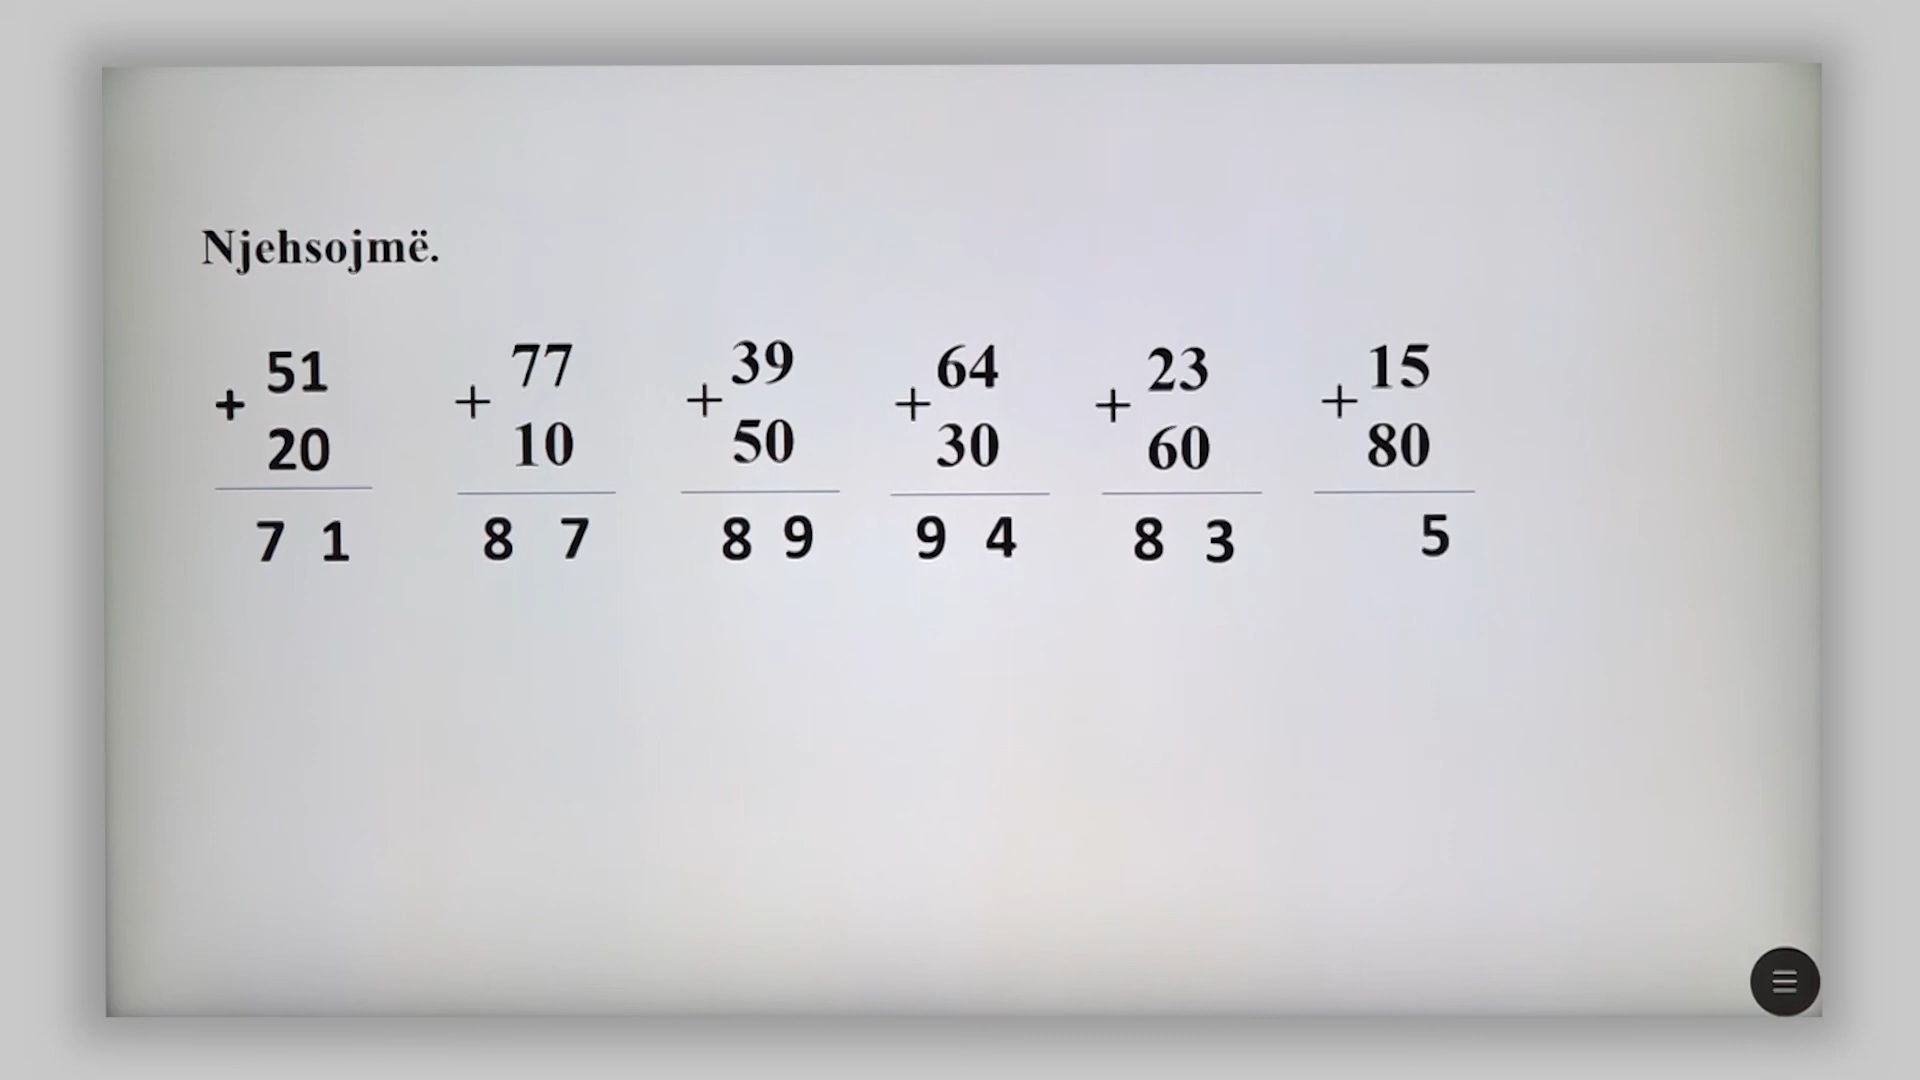 Njehsojmë.
51 77 39 64 23 15
+ + + + + +
20 10 50 30 60 80
7 1 8 7 8 9 9 4 8 3 5